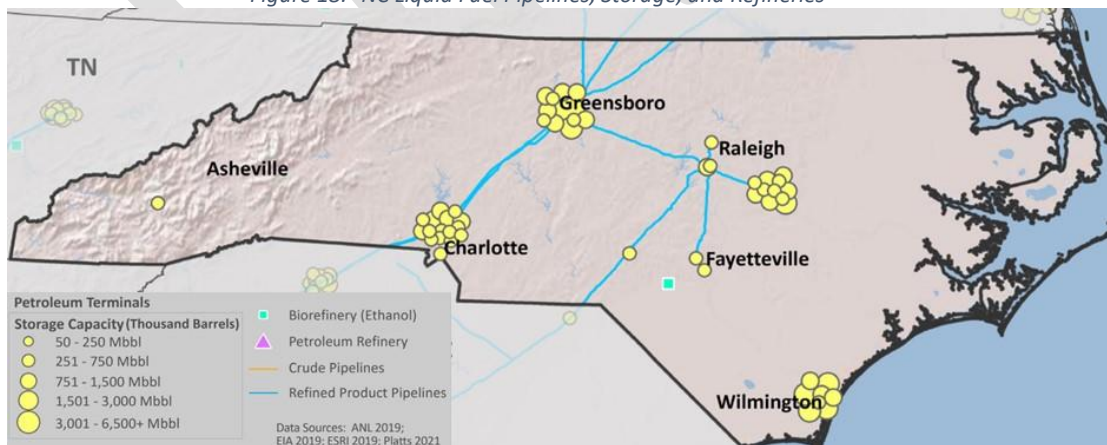 Figure 18: NC Liquid Fuel Pipelines, Storage, and Refineries
TN
Greensboro
Raleigh
Asheville
Charlotte
Fayetteville
Wilmington
Petroleum Terminals
Storage Capacity (Thousand Barrels)
50 - 250 Mbbl
251 - 750 Mbbl
751 - 1,500 Mbbl
1,501 - 3,000 Mbbl
3,001 - 6,500+ Mbbl
Biorefinery (Ethanol)
Petroleum Refinery
Crude Pipelines
Refined Product Pipelines
Data Sources: ANL 2019;
EIA 2019; ESRI 2019; Platts 2021